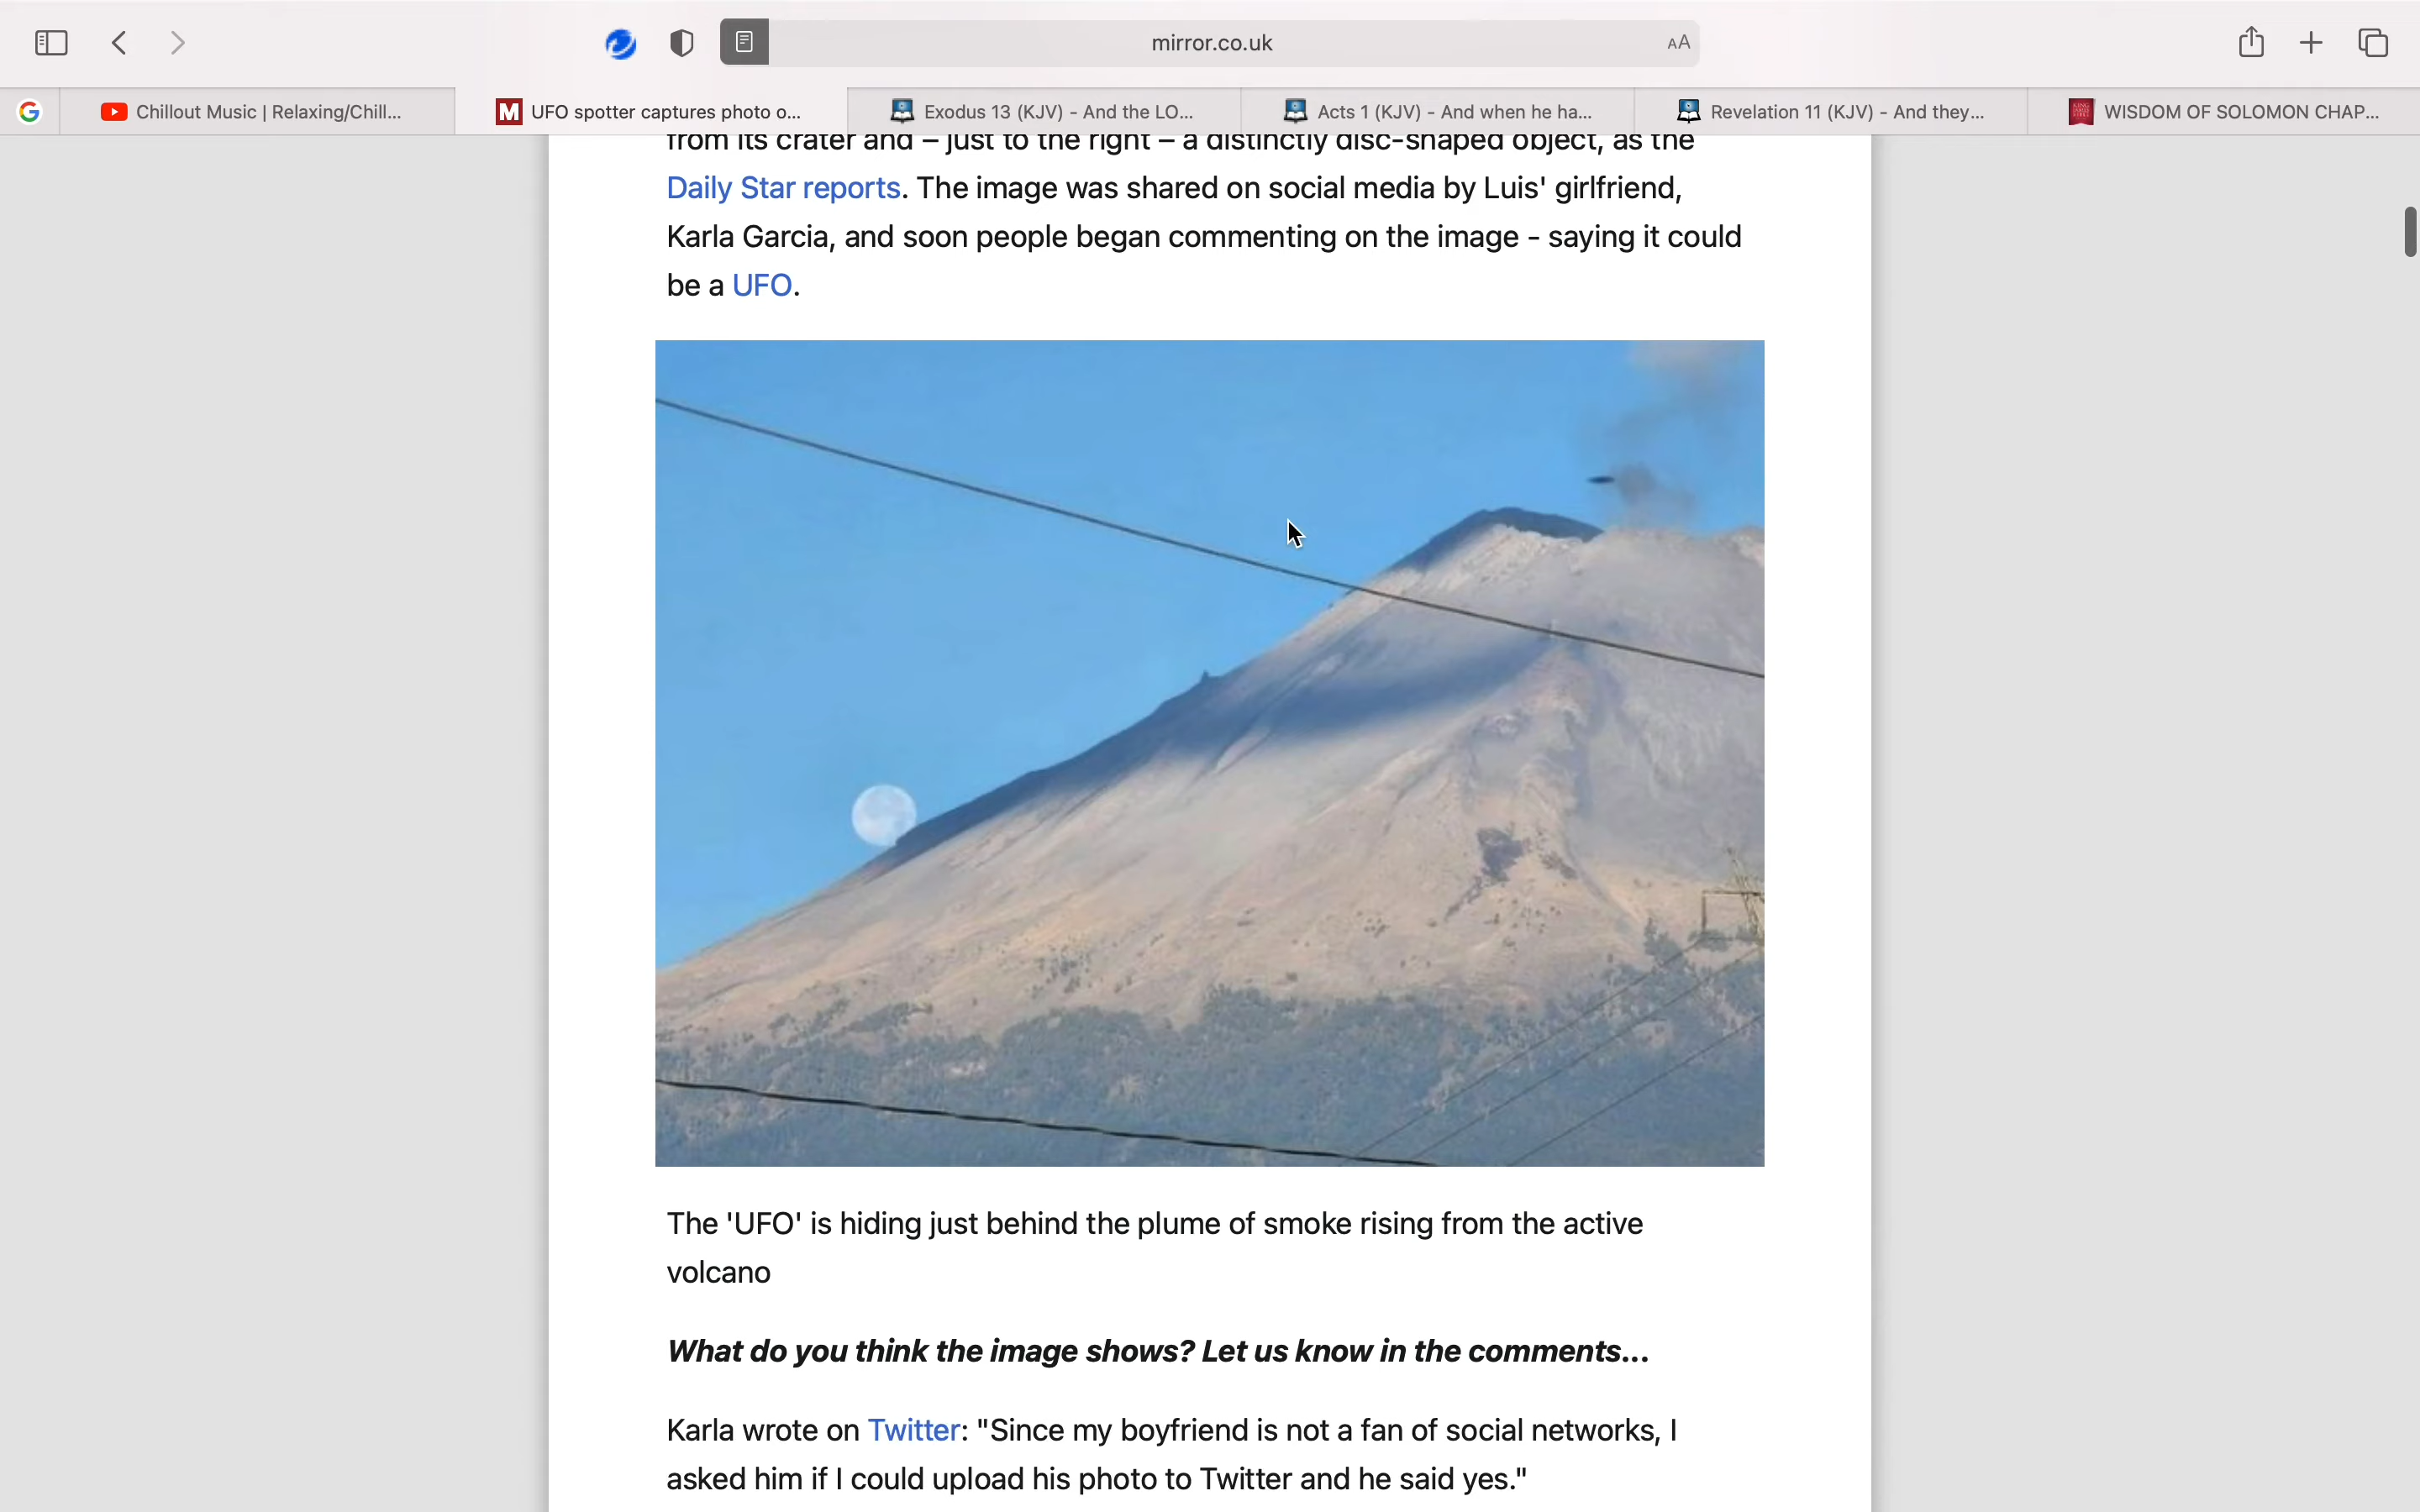 mirror.co.uk
AA
Chillout Music | Relaxing/Chill...
M UFO spotter captures photo o...
Exodus 13 (KJV) - And the LO...
Acts 1 (KJV) - And when he ha...
Revelation 11 (KJV) - And they...
WISDOM OF SOLOMON CHAP...
from its crater and – just to the right – a distinctly disc-shaped object, as the
Daily Star reports. The image was shared on social media by Luis' girlfriend,
Karla Garcia, and soon people began commenting on the image - saying it could
be a UFO.
The 'UFO' is hiding just behind the plume of smoke rising from the active
volcano
What do you think the image shows? Let us know in the comments...
Karla wrote on Twitter: "Since my boyfriend is not a fan of social networks, I
asked him if I could upload his photo to Twitter and he said yes."